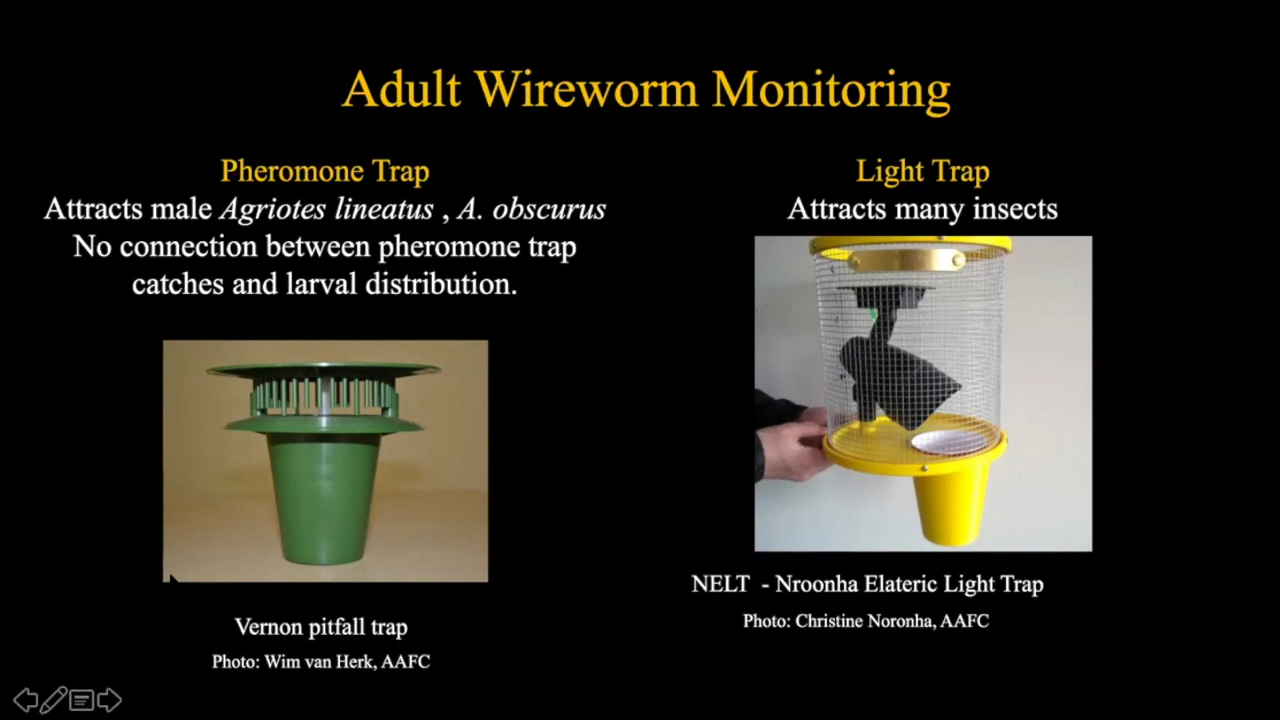 Adult Wireworm Monitoring
Pheromone Trap
Attracts male Agriotes lineatus , A. obscurus
No connection between pheromone trap
catches and larval distribution.
Vernon pitfall trap
Photo: Wim van Herk, AAFC
Light Trap
Attracts many insects
NELT - Nroonha Elateric Light Trap
Photo: Christine Noronha, AAFC